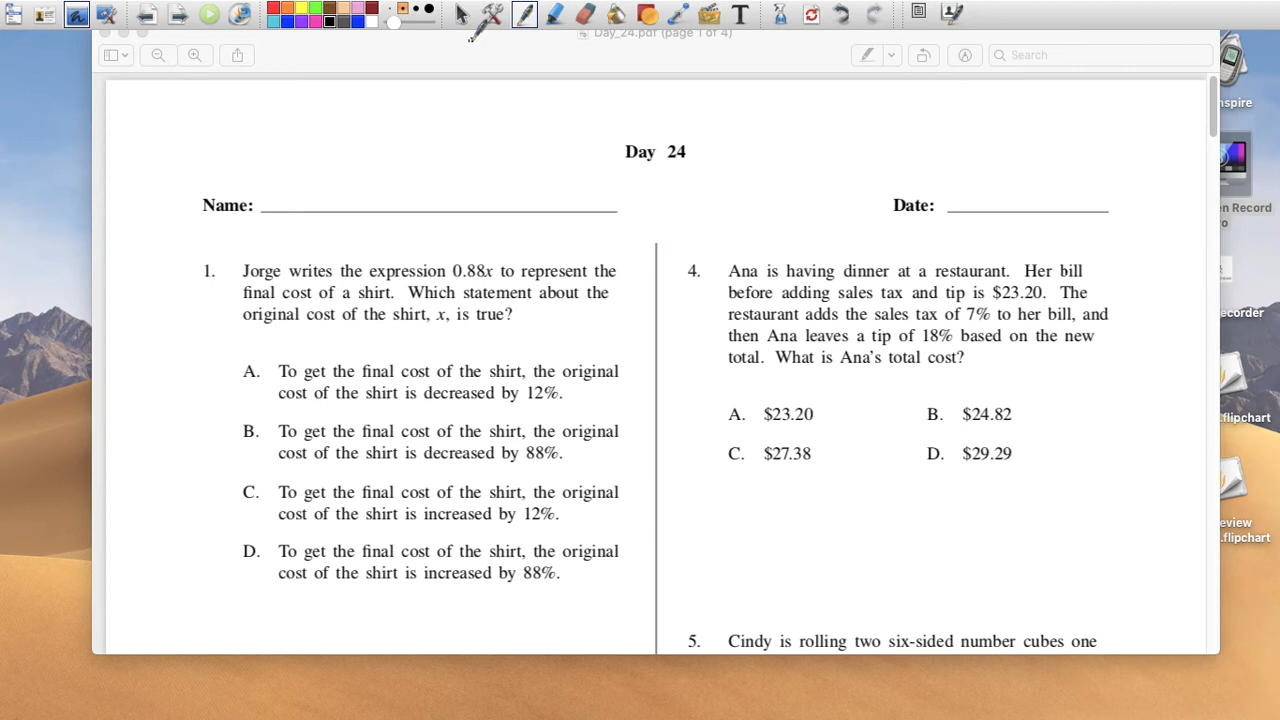 Day_24.pdf (page 1 of 4)
Search
Day 24
Name:
Date:
1. Jorge writes the expression 0.88x to represent the
final cost of a shirt. Which statement about the
original cost of the shirt, x, is true?
A. To get the final cost of the shirt, the original
cost of the shirt is decreased by 12%.
B. To get the final cost of the shirt, the original
cost of the shirt is decreased by 88%.
C. To get the final cost of the shirt, the original
cost of the shirt is increased by 12%.
D. To get the final cost of the shirt, the original
cost of the shirt is increased by 88%.
4. Ana is having dinner at a restaurant. Her bill
before adding sales tax and tip is $23.20. The
restaurant adds the sales tax of 7% to her bill, and
then Ana leaves a tip of 18% based on the new
total. What is Ana's total cost?
A. $23.20 B. $24.82
C. $27.38 D. $29.29
5. Cindy is rolling two six-sided number cubes one
nspire
en Record
ro
ecorder
.flipchart
eview
.flipchart